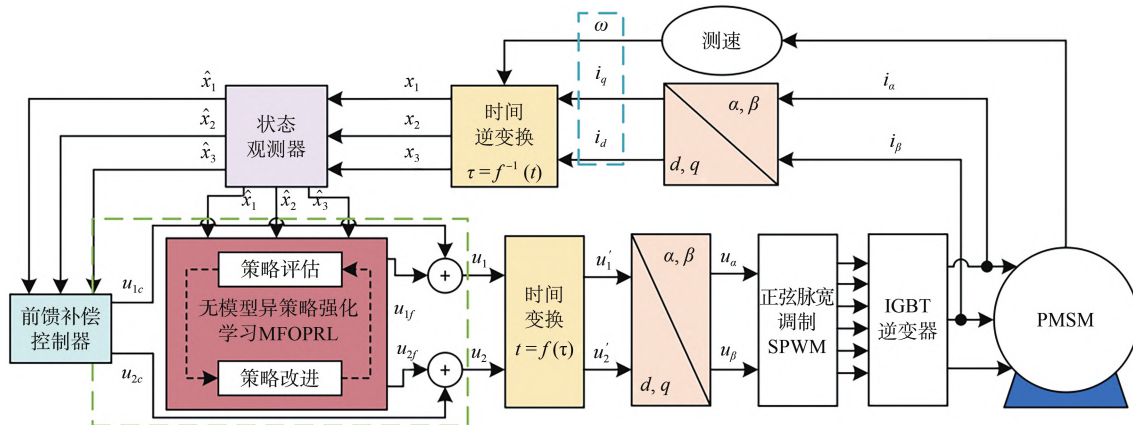 ω
测速
x̂₁
x₁
i_q
i_α
x̂₂
状态
观测器
x₂
时间
逆变换
τ = f⁻¹ (t)
α, β
d, q
x̂₃
x₃
i_d
i_β
x̂₁
x̂₂
x̂₃
u₁c
策略评估
无模型异策略强化
学习MFOPRL
策略改进
前馈补偿
控制器
u₂c
u₁f
u₂f
+
+
u₁
u₂
时间
变换
t = f (τ)
u₁′
u₂′
α, β
d, q
u_α
u_β
正弦脉宽
调制
SPWM
IGBT
逆变器
PMSM